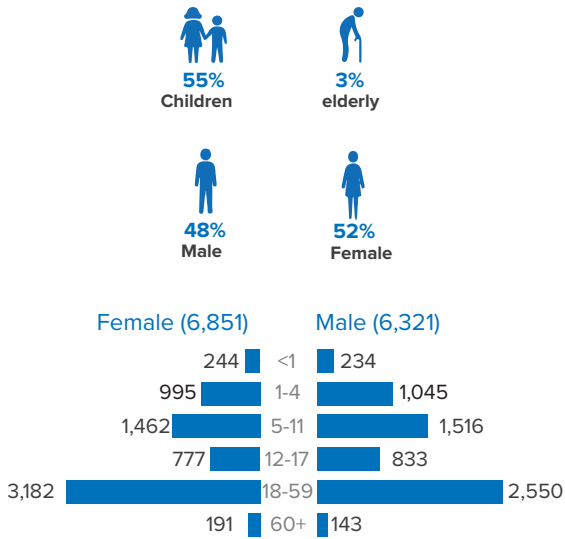 55% 3%
Children elderly
48% 52%
Male Female
Female (6,851) Male (6,321)
244 <1 234
995 1-4 1,045
1,462 5-11 1,516
777 12-17 833
3,182 18-59 2,550
191 60+ 143